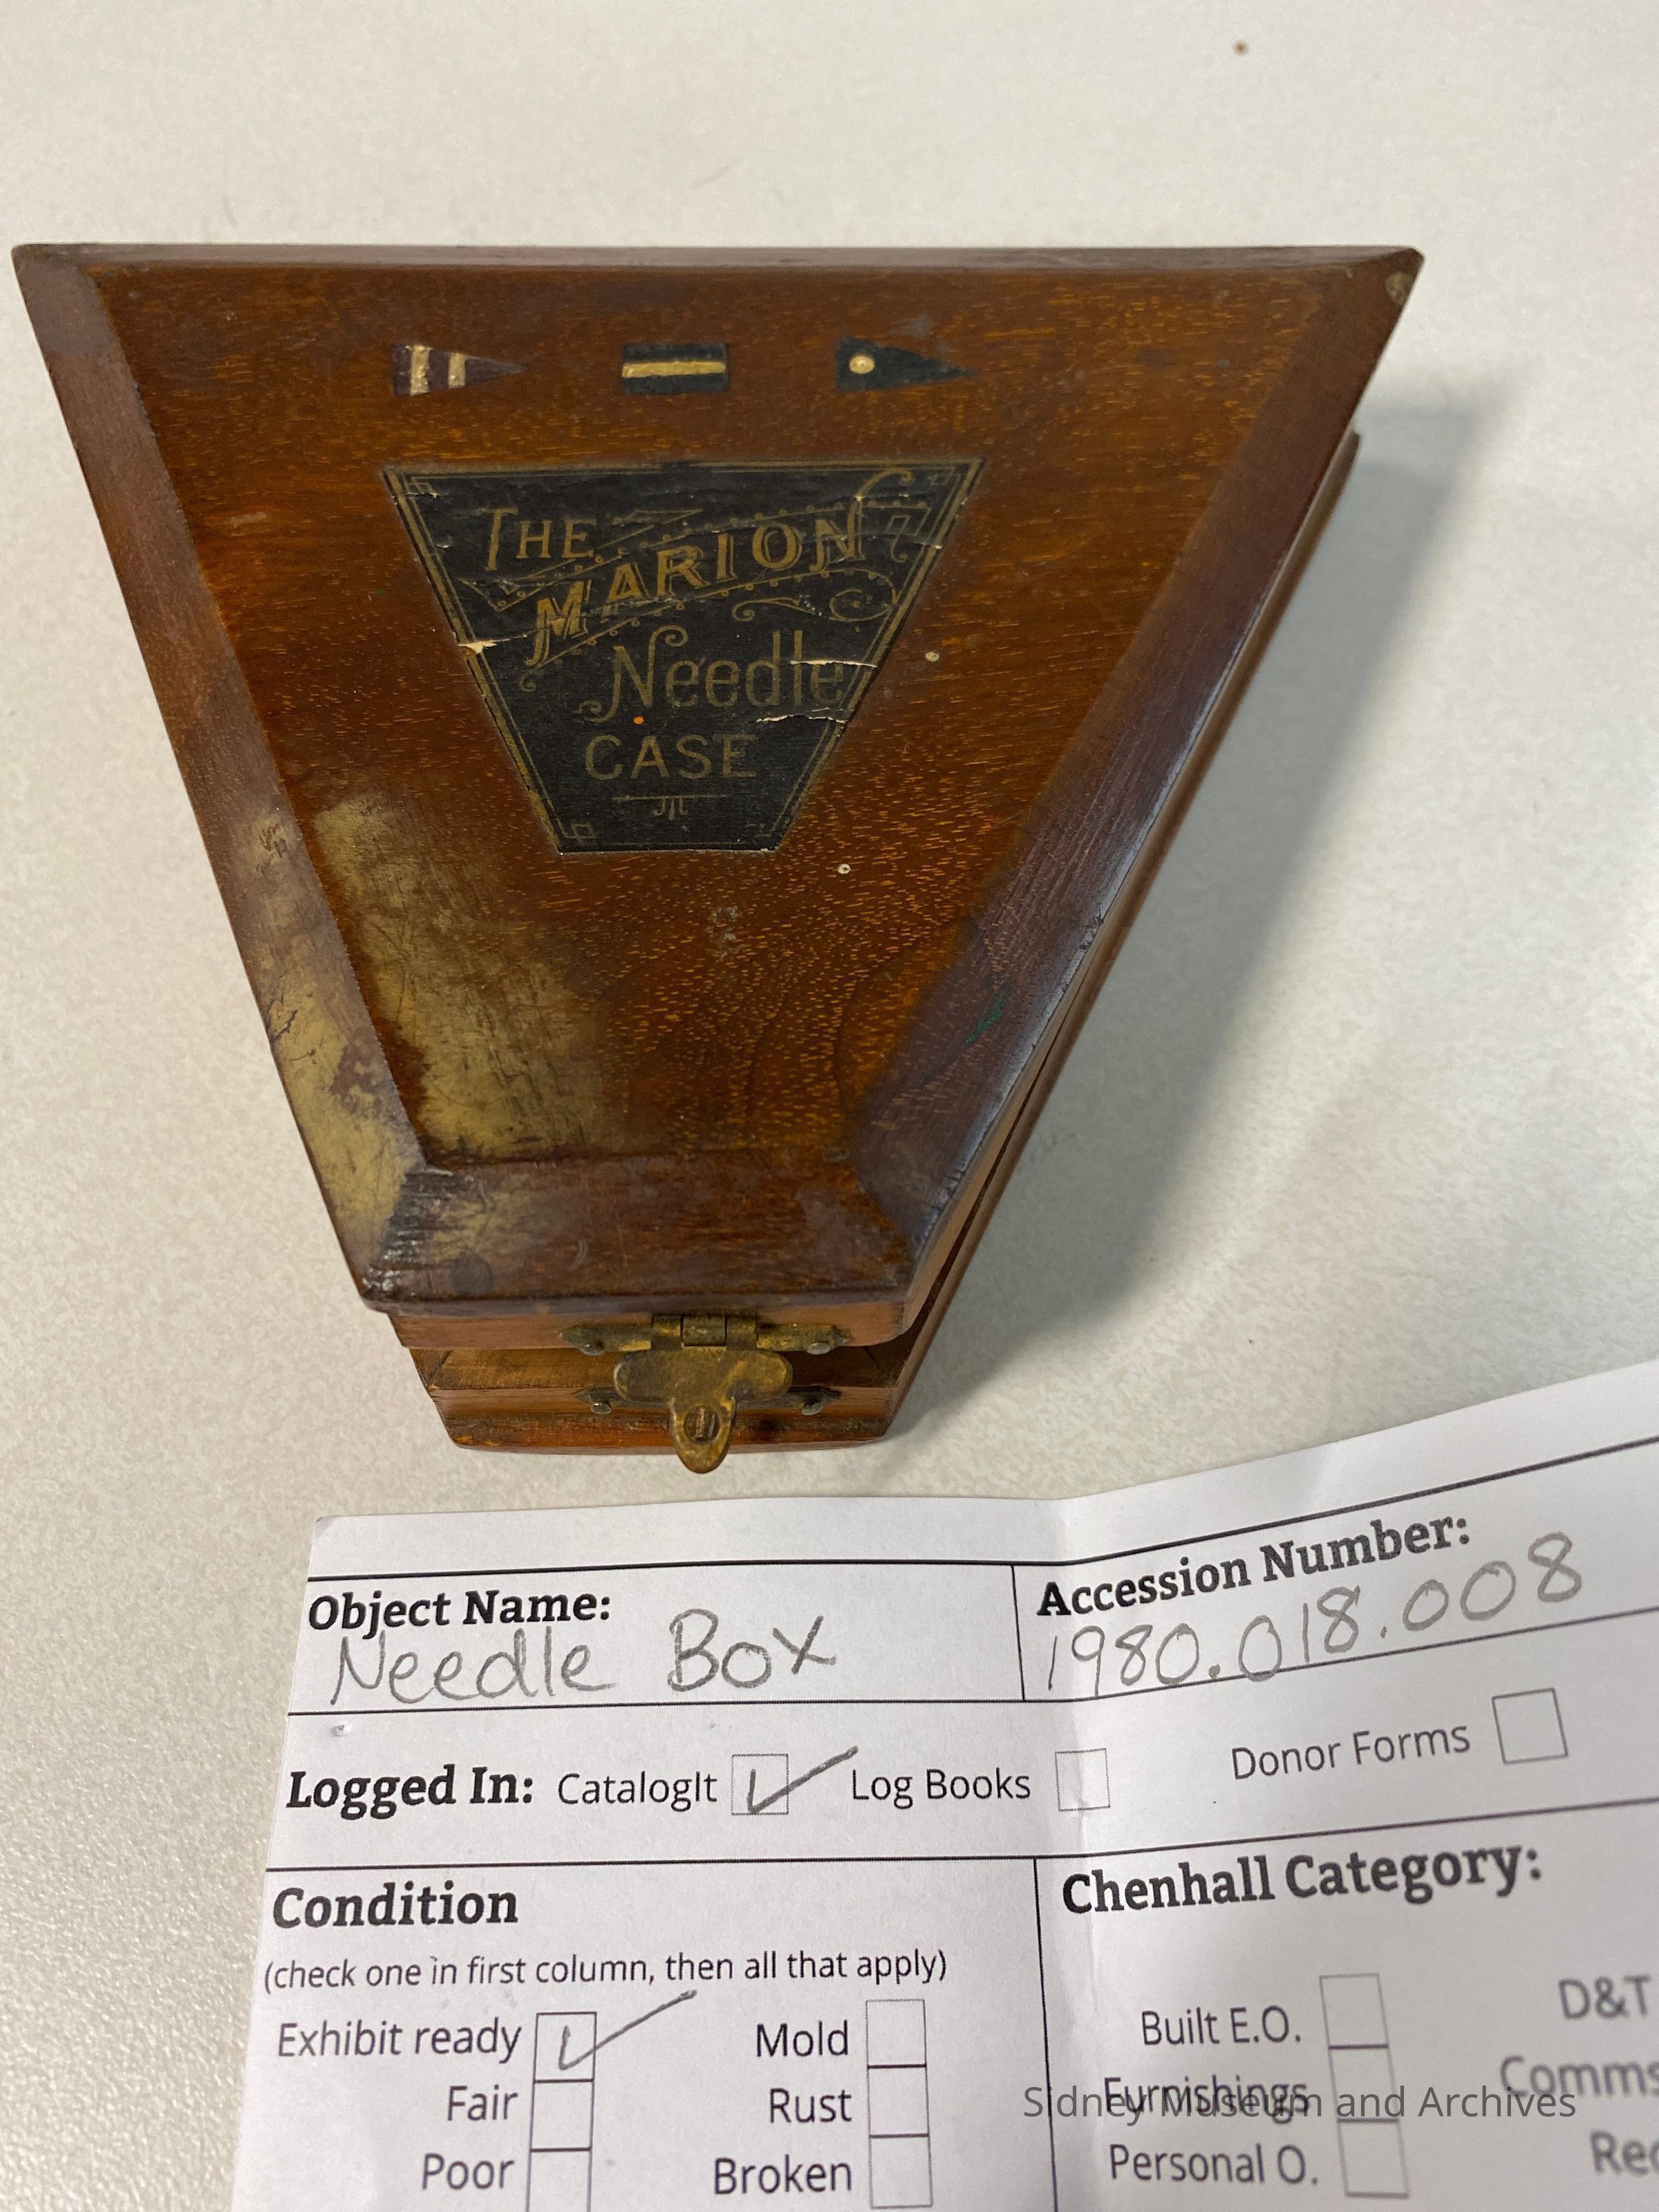 THE
MARION
Needle
CASE
Object Name:
Needle Box
Accession Number:
1980.018.008
Logged In: CatalogIt Log Books Donor Forms
Condition
(check one in first column, then all that apply)
Exhibit ready Mold
Fair Rust
Poor Broken
Chenhall Category:
Built E.O. D&T
Furnishings Comms
Personal O. Rec
Sidney Museum and Archives